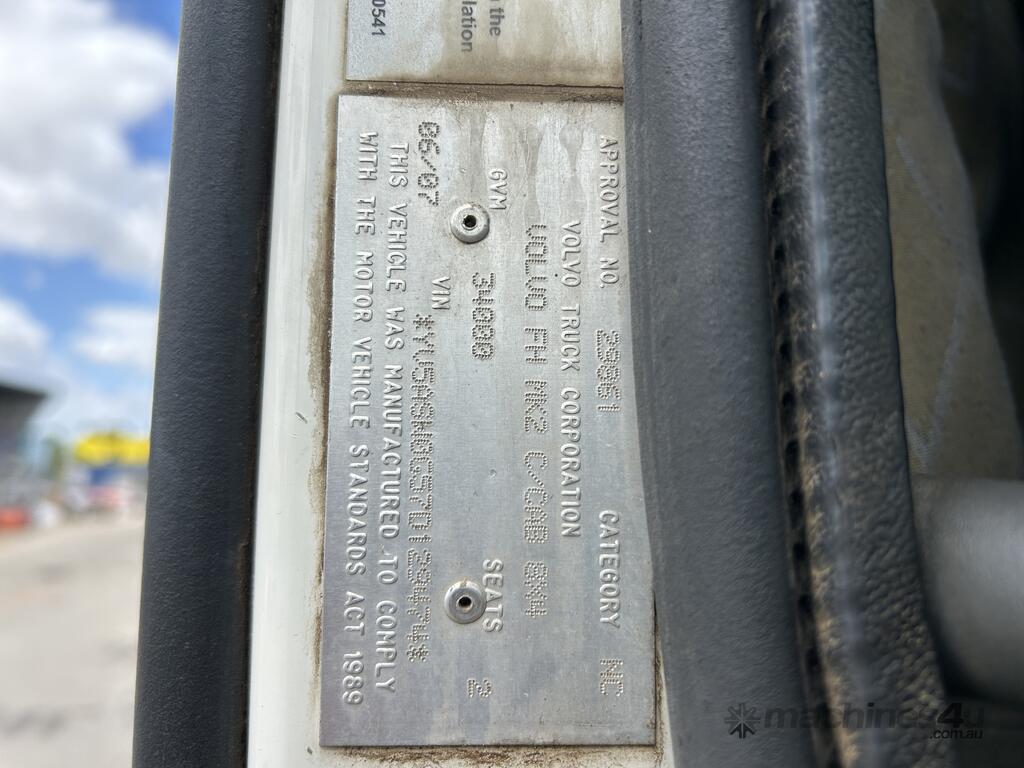 n the
lation
0541
APPROVAL NO. 29861 CATEGORY NC
VOLVO TRUCK CORPORATION
VOLVO FH MK2 C/CAB 8X4
GVM 34000 SEATS 2
VIN
06/07
THIS VEHICLE WAS MANUFACTURED TO COMPLY
WITH THE MOTOR VEHICLE STANDARDS ACT 1989
machines4u
.com.au